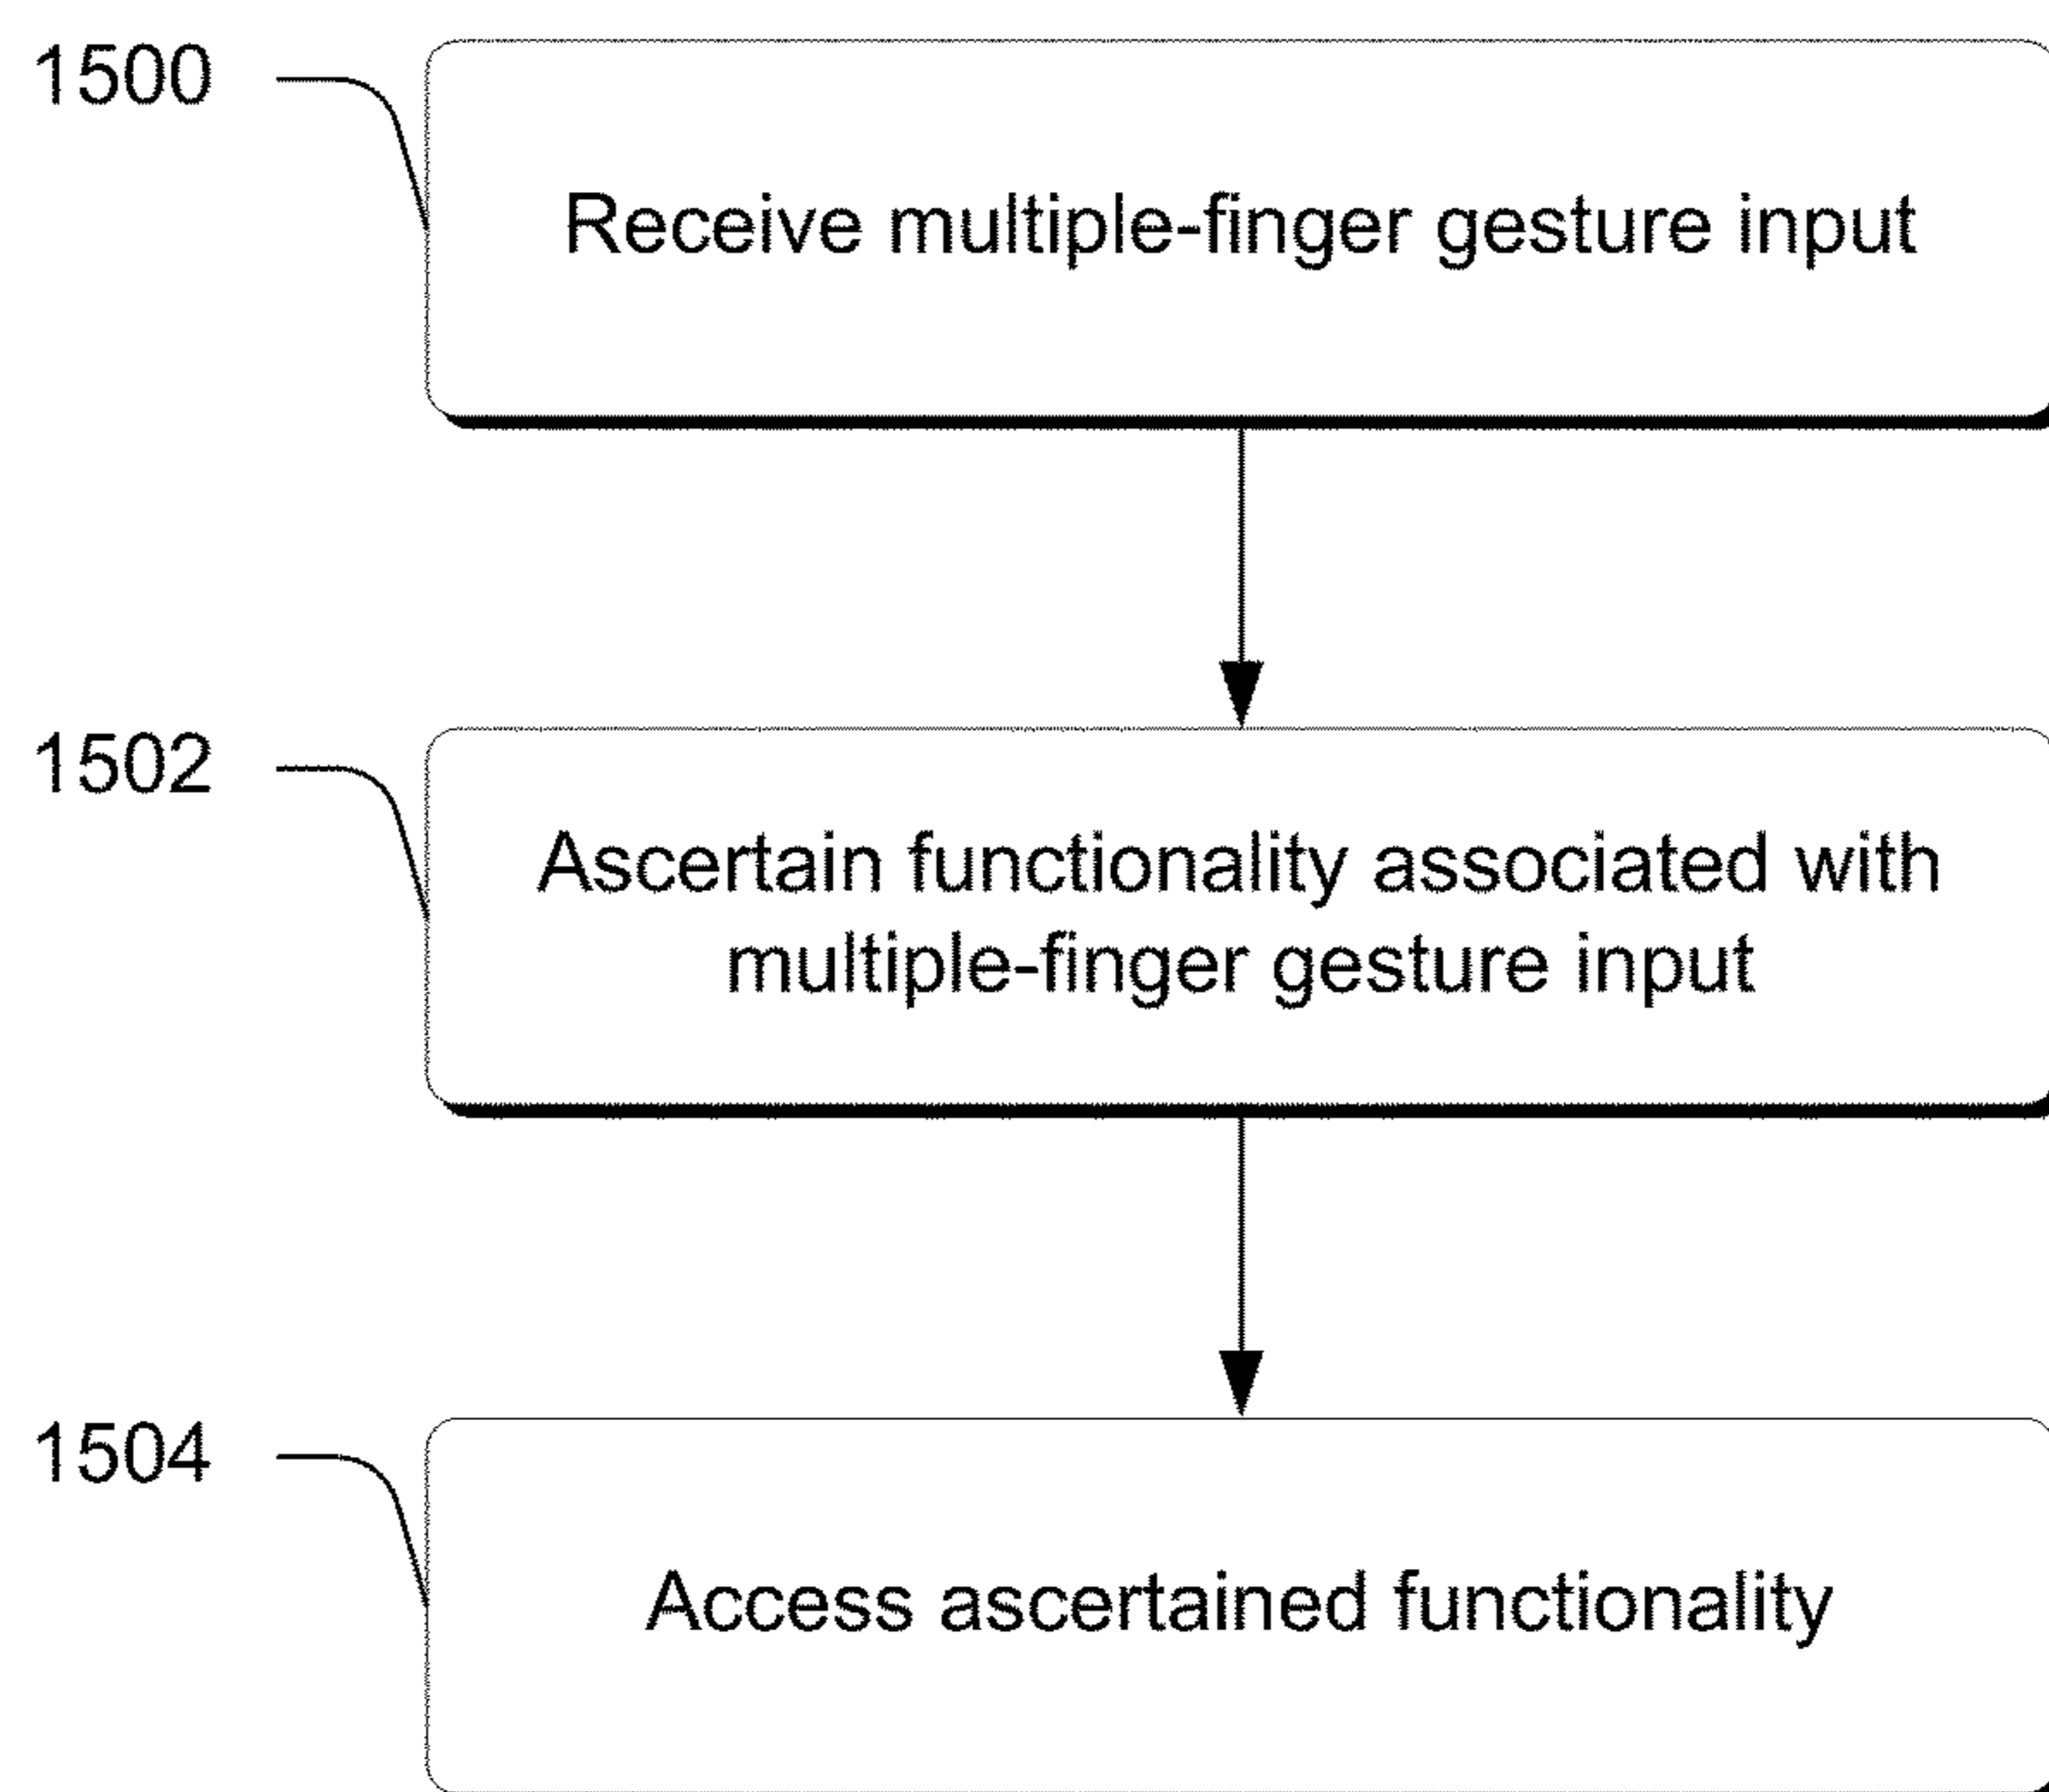 1500
Receive multiple-finger gesture input
1502
Ascertain functionality associated with
multiple-finger gesture input
1504
Access ascertained functionality